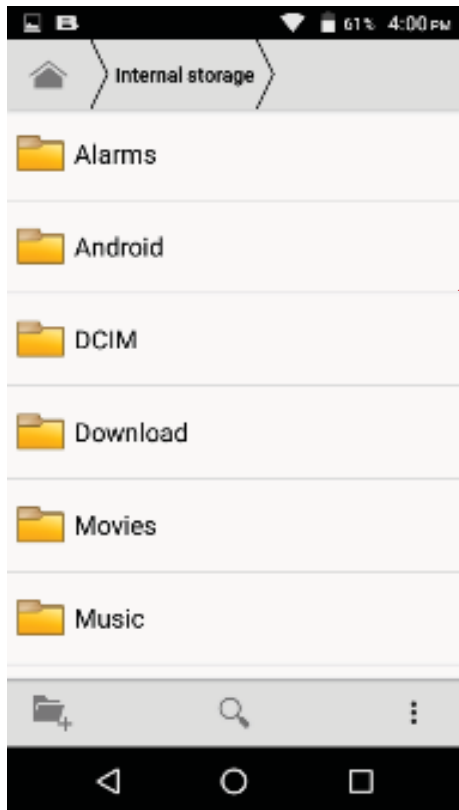 61% 4:00 PM
Internal storage
Alarms
Android
DCIM
Download
Movies
Music